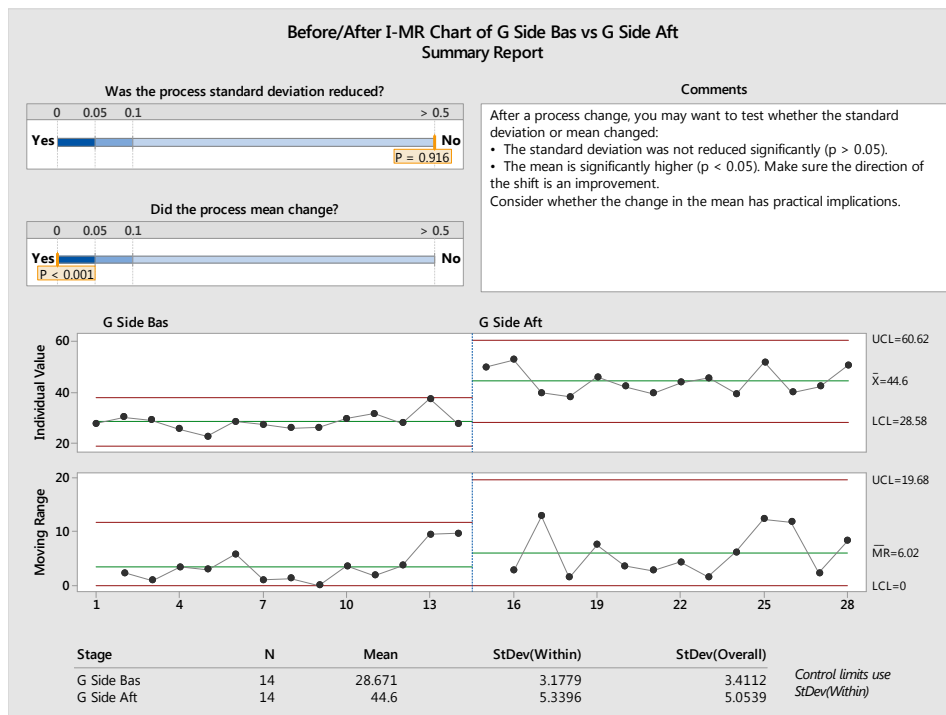 Before/After I-MR Chart of G Side Bas vs G Side Aft
Summary Report
Was the process standard deviation reduced?
0 0.05 0.1 > 0.5
Yes No
P = 0.916
Did the process mean change?
0 0.05 0.1 > 0.5
Yes No
P < 0.001
Comments
After a process change, you may want to test whether the standard
deviation or mean changed:
• The standard deviation was not reduced significantly (p > 0.05).
• The mean is significantly higher (p < 0.05). Make sure the direction of
the shift is an improvement.
Consider whether the change in the mean has practical implications.
G Side Bas G Side Aft
Individual Value
60
40
20
UCL=60.62
X̄=44.6
LCL=28.58
Moving Range
20
10
0
UCL=19.68
M̅R̅=6.02
LCL=0
1 4 7 10 13 16 19 22 25 28
Stage N Mean StDev(Within) StDev(Overall)
G Side Bas 14 28.671 3.1779 3.4112
G Side Aft 14 44.6 5.3396 5.0539
Control limits use
StDev(Within)